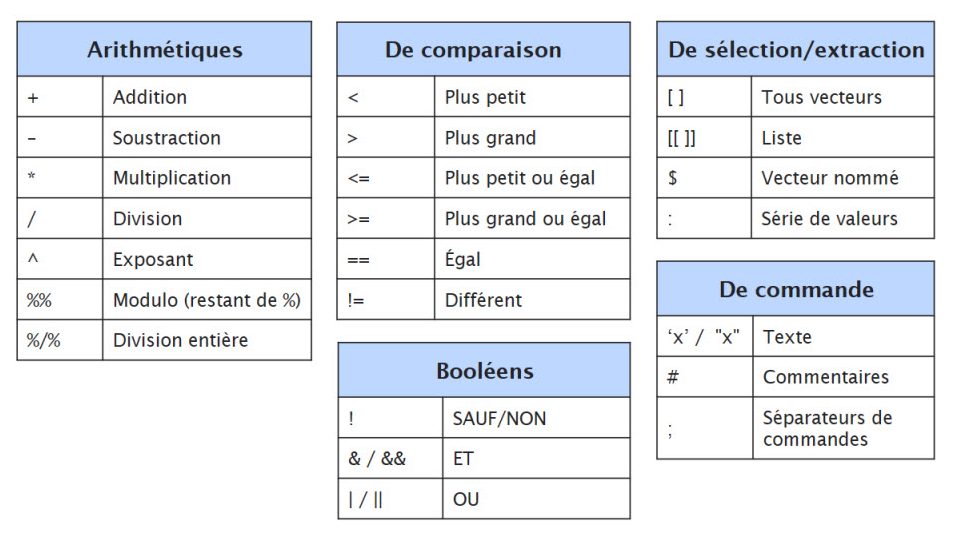 Arithmétiques
+ Addition
– Soustraction
* Multiplication
/ Division
^ Exposant
%% Modulo (restant de %)
%/% Division entière
De comparaison
< Plus petit
> Plus grand
<= Plus petit ou égal
>= Plus grand ou égal
== Égal
!= Différent
Booléens
! SAUF/NON
& / && ET
| / || OU
De sélection/extraction
[ ] Tous vecteurs
[[ ]] Liste
$ Vecteur nommé
: Série de valeurs
De commande
‘x’ / "x" Texte
# Commentaires
; Séparateurs de
commandes